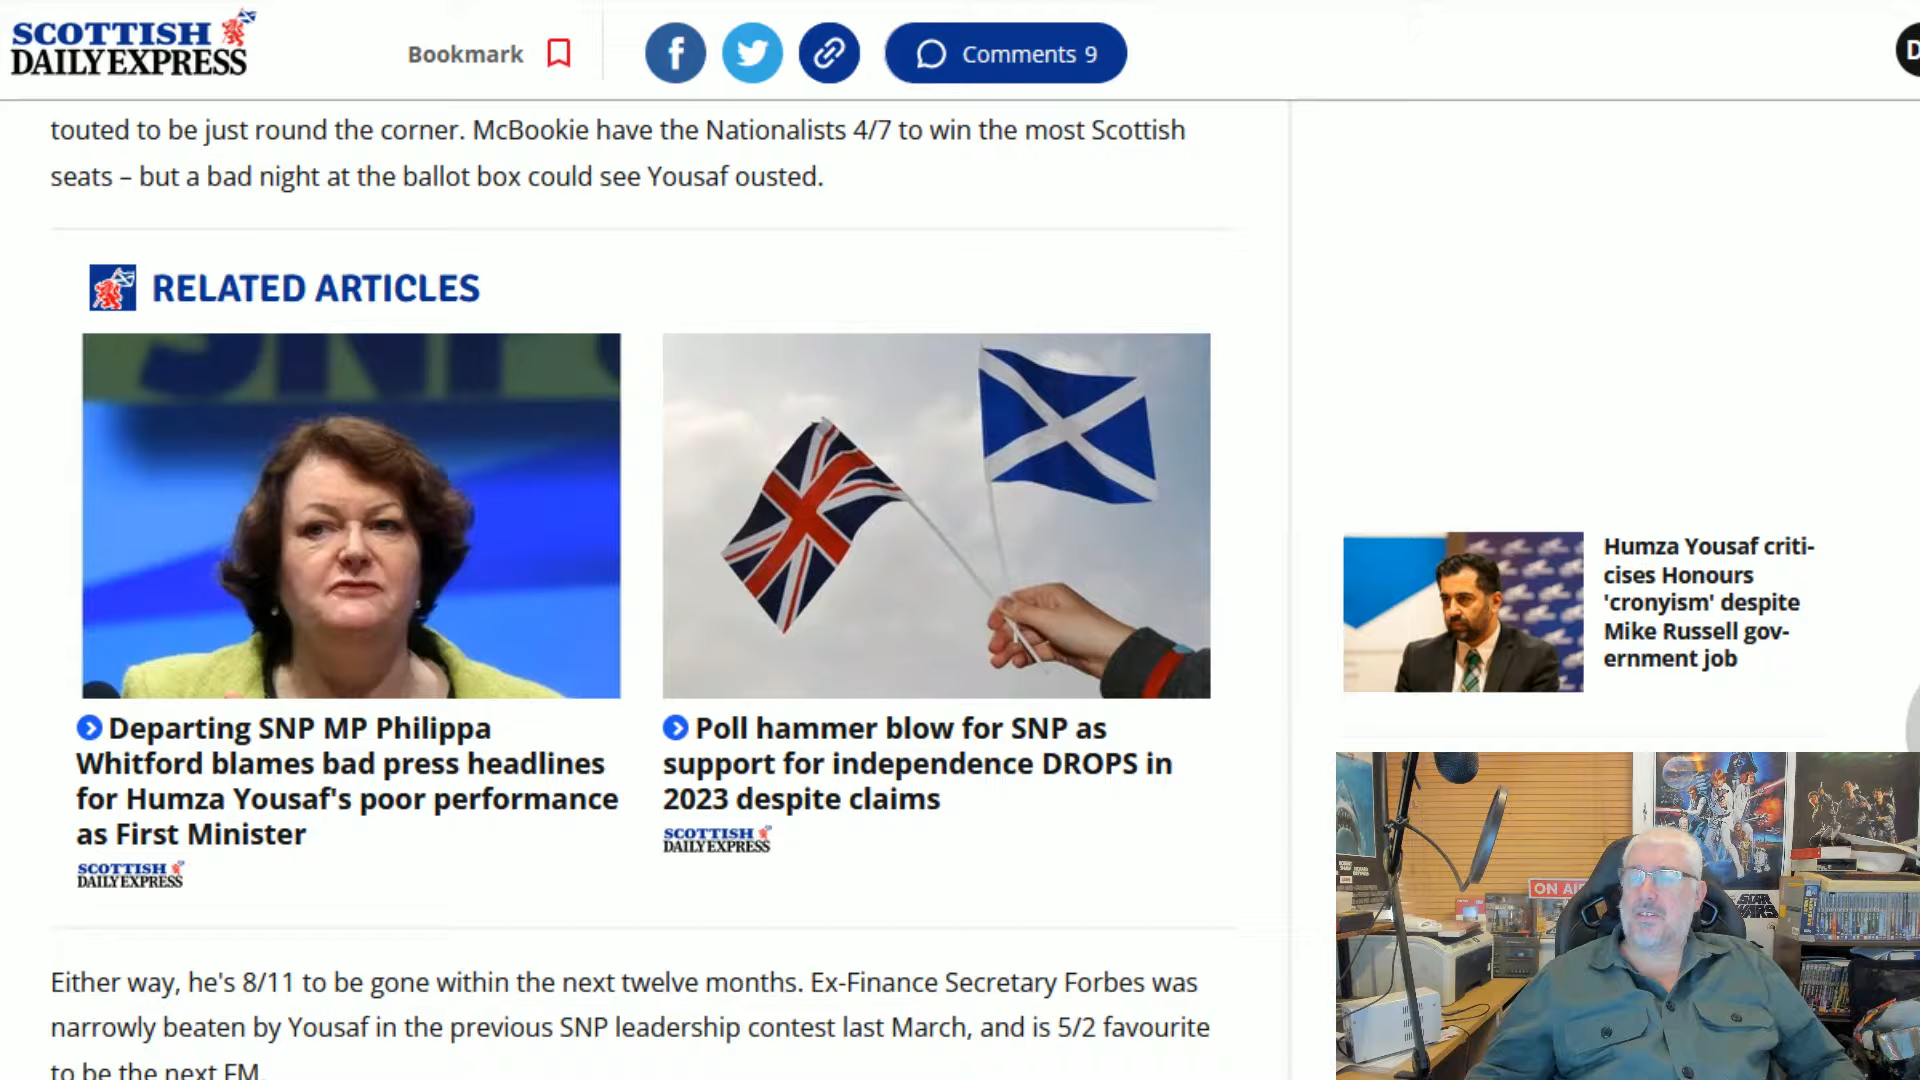 SCOTTISH
DAILY EXPRESS
Bookmark
f
Comments 9
D
touted to be just round the corner. McBookie have the Nationalists 4/7 to win the most Scottish
seats – but a bad night at the ballot box could see Yousaf ousted.
RELATED ARTICLES
SNP
Departing SNP MP Philippa
Whitford blames bad press headlines
for Humza Yousaf's poor performance
as First Minister
SCOTTISH
DAILY EXPRESS
Poll hammer blow for SNP as
support for independence DROPS in
2023 despite claims
SCOTTISH
DAILY EXPRESS
Humza Yousaf criti-
cises Honours
'cronyism' despite
Mike Russell gov-
ernment job
ON AI
STAR
WARS
Either way, he's 8/11 to be gone within the next twelve months. Ex-Finance Secretary Forbes was
narrowly beaten by Yousaf in the previous SNP leadership contest last March, and is 5/2 favourite
to be the next FM.